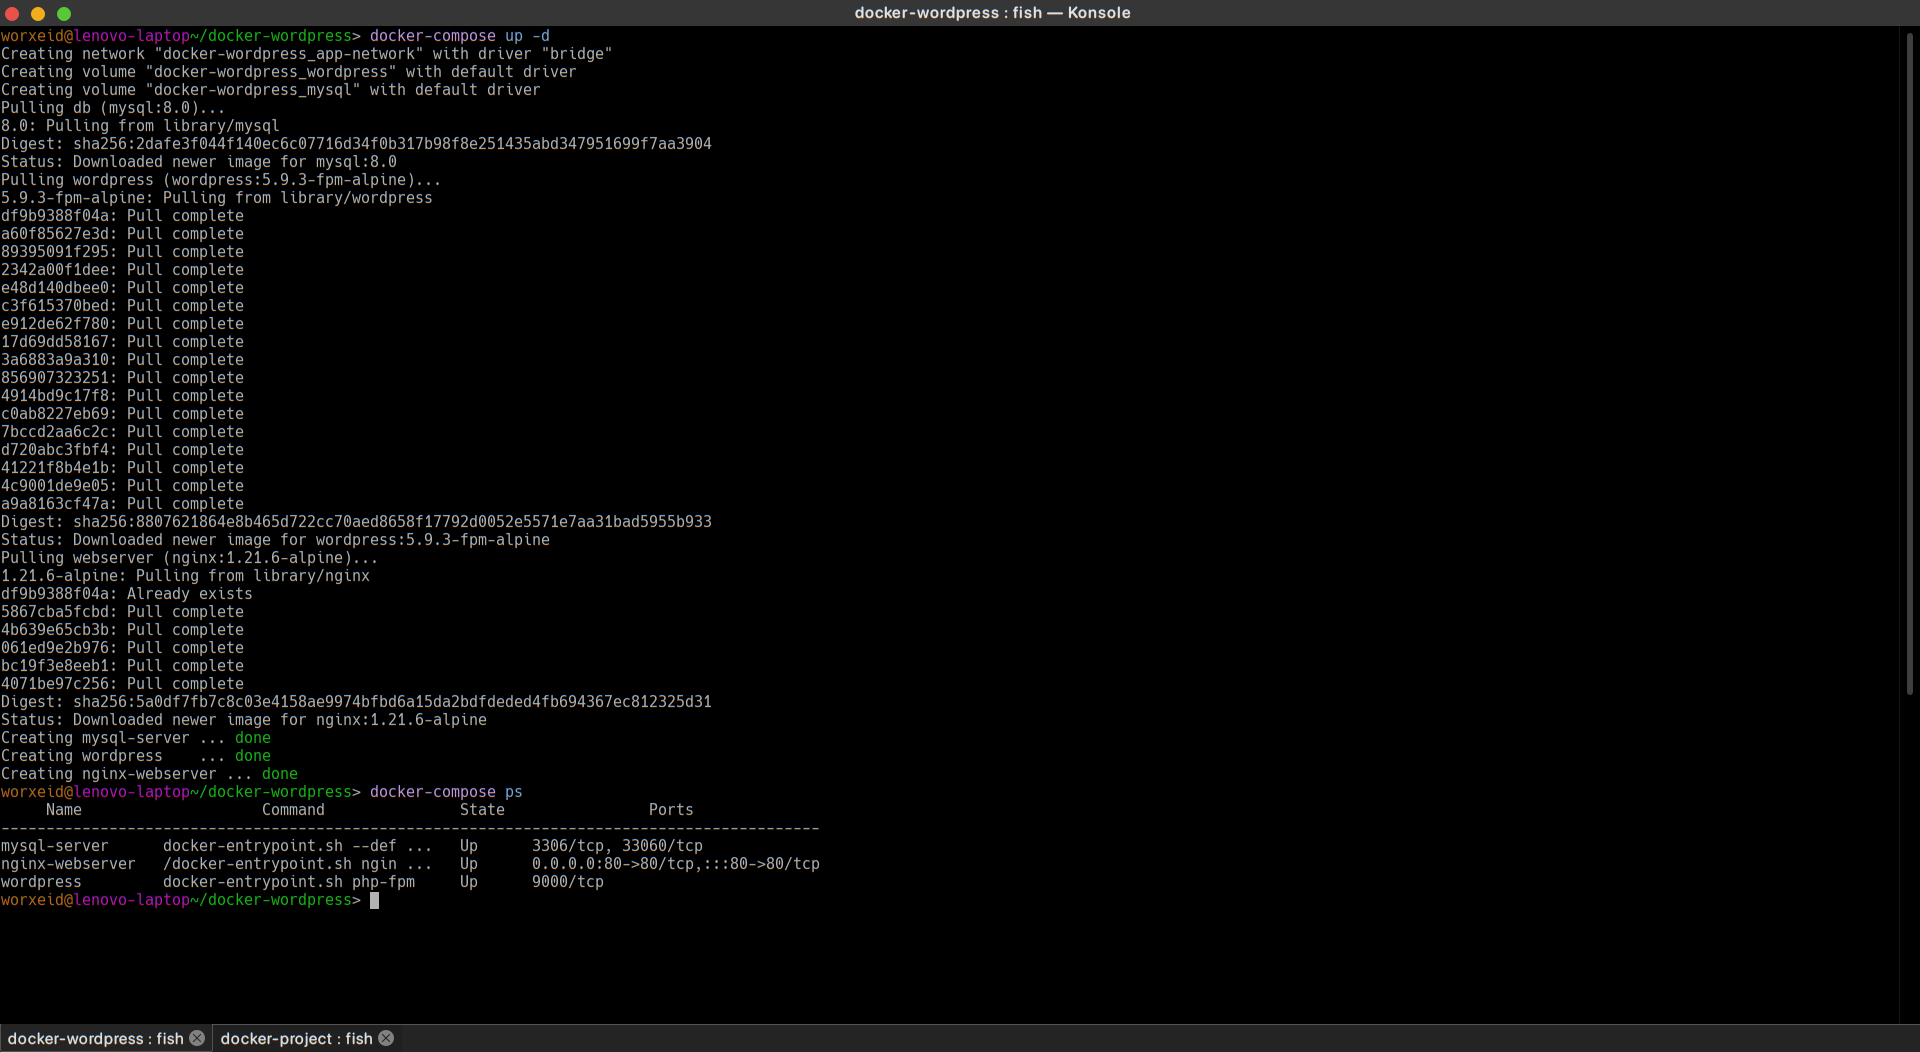 docker-wordpress : fish — Konsole
worxeid@lenovo-laptop~/docker-wordpress> docker-compose up -d
Creating network "docker-wordpress_app-network" with driver "bridge"
Creating volume "docker-wordpress_wordpress" with default driver
Creating volume "docker-wordpress_mysql" with default driver
Pulling db (mysql:8.0)...
8.0: Pulling from library/mysql
Digest: sha256:2dafe3f044f140ec6c07716d34f0b317b98f8e251435abd347951699f7aa3904
Status: Downloaded newer image for mysql:8.0
Pulling wordpress (wordpress:5.9.3-fpm-alpine)...
5.9.3-fpm-alpine: Pulling from library/wordpress
df9b9388f04a: Pull complete
a60f85627e3d: Pull complete
89395091f295: Pull complete
2342a00f1dee: Pull complete
e48d140dbee0: Pull complete
c3f615370bed: Pull complete
e912de62f780: Pull complete
17d69dd58167: Pull complete
3a6883a9a310: Pull complete
856907323251: Pull complete
4914bd9c17f8: Pull complete
c0ab8227eb69: Pull complete
7bccd2aa6c2c: Pull complete
d720abc3fbf4: Pull complete
41221f8b4e1b: Pull complete
4c9001de9e05: Pull complete
a9a8163cf47a: Pull complete
Digest: sha256:8807621864e8b465d722cc70aed8658f17792d0052e5571e7aa31bad5955b933
Status: Downloaded newer image for wordpress:5.9.3-fpm-alpine
Pulling webserver (nginx:1.21.6-alpine)...
1.21.6-alpine: Pulling from library/nginx
df9b9388f04a: Already exists
5867cba5fcbd: Pull complete
4b639e65cb3b: Pull complete
061ed9e2b976: Pull complete
bc19f3e8eeb1: Pull complete
4071be97c256: Pull complete
Digest: sha256:5a0df7fb7c8c03e4158ae9974bfbd6a15da2bdfdeded4fb694367ec812325d31
Status: Downloaded newer image for nginx:1.21.6-alpine
Creating mysql-server ... done
Creating wordpress    ... done
Creating nginx-webserver ... done
worxeid@lenovo-laptop~/docker-wordpress> docker-compose ps
     Name                    Command               State                Ports
-------------------------------------------------------------------------------------------
mysql-server      docker-entrypoint.sh --def ...   Up      3306/tcp, 33060/tcp
nginx-webserver   /docker-entrypoint.sh ngin ...   Up      0.0.0.0:80->80/tcp,:::80->80/tcp
wordpress         docker-entrypoint.sh php-fpm     Up      9000/tcp
worxeid@lenovo-laptop~/docker-wordpress>
docker-wordpress : fish docker-project : fish